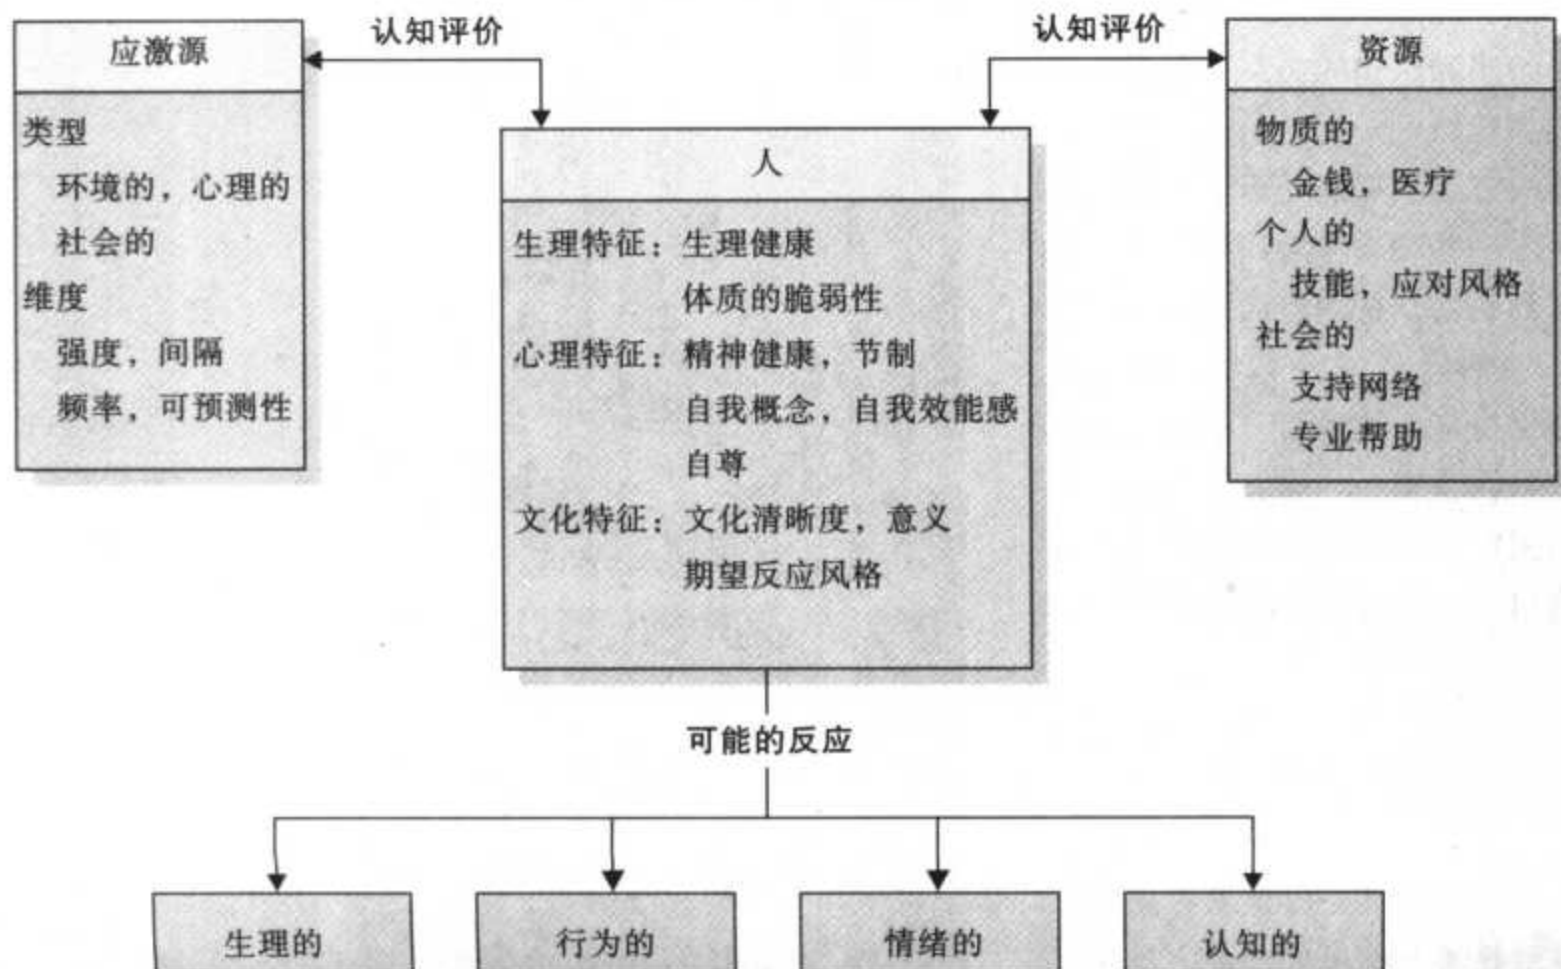 认知评价
认知评价
应激源
类型
环境的，心理的
社会的
维度
强度，间隔
频率，可预测性
人
生理特征：生理健康
体质的脆弱性
心理特征：精神健康，节制
自我概念，自我效能感
自尊
文化特征：文化清晰度，意义
期望反应风格
资源
物质的
金钱，医疗
个人的
技能，应对风格
社会的
支持网络
专业帮助
可能的反应
生理的
行为的
情绪的
认知的